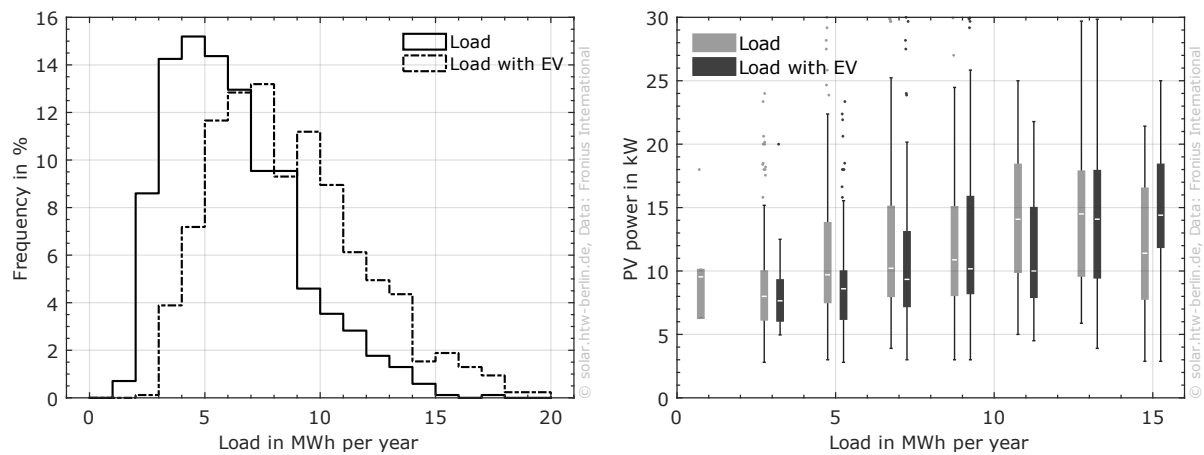 16
14
12
10
8
6
4
2
0
Frequency in %
0 5 10 15 20
Load in MWh per year
Load
Load with EV
© solar.htw-berlin.de, Data: Fronius International
30
25
20
15
10
5
0
PV power in kW
0 5 10 15
Load in MWh per year
Load
Load with EV
© solar.htw-berlin.de, Data: Fronius International